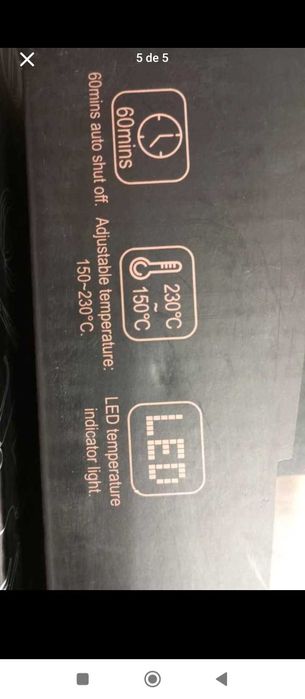 5 de 5
60mins
60mins auto shut off.
230°C
~
150°C
Adjustable temperature:
150~230°C.
LED
LED temperature
indicator light.